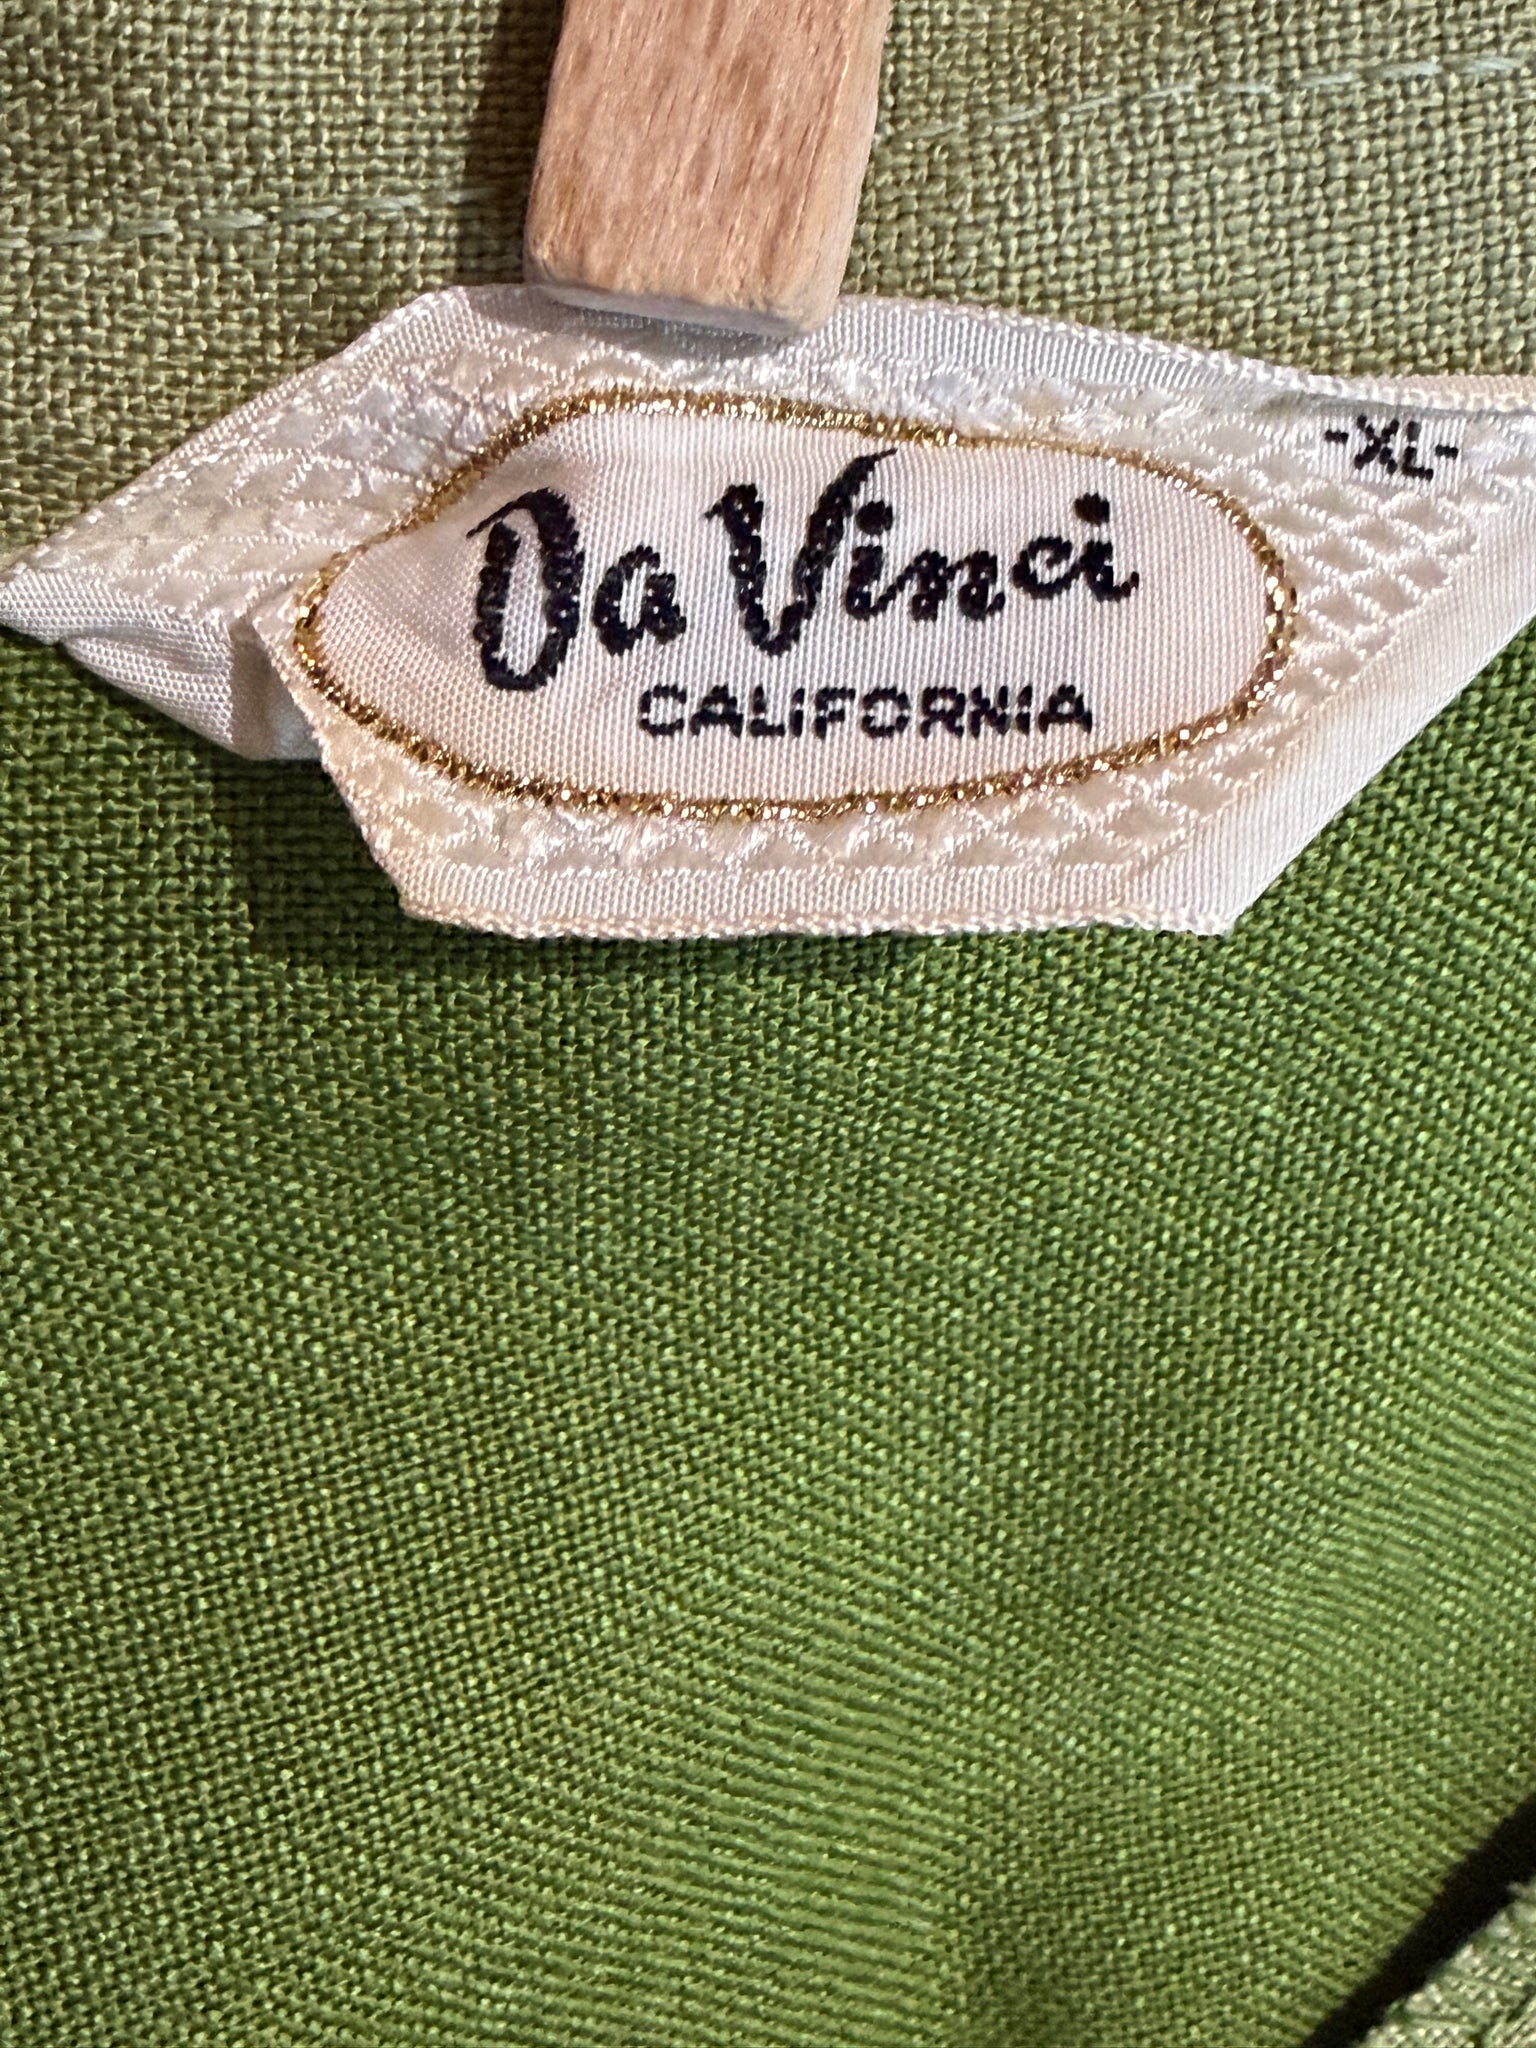 -XL-
Da Vinci
CALIFORNIA